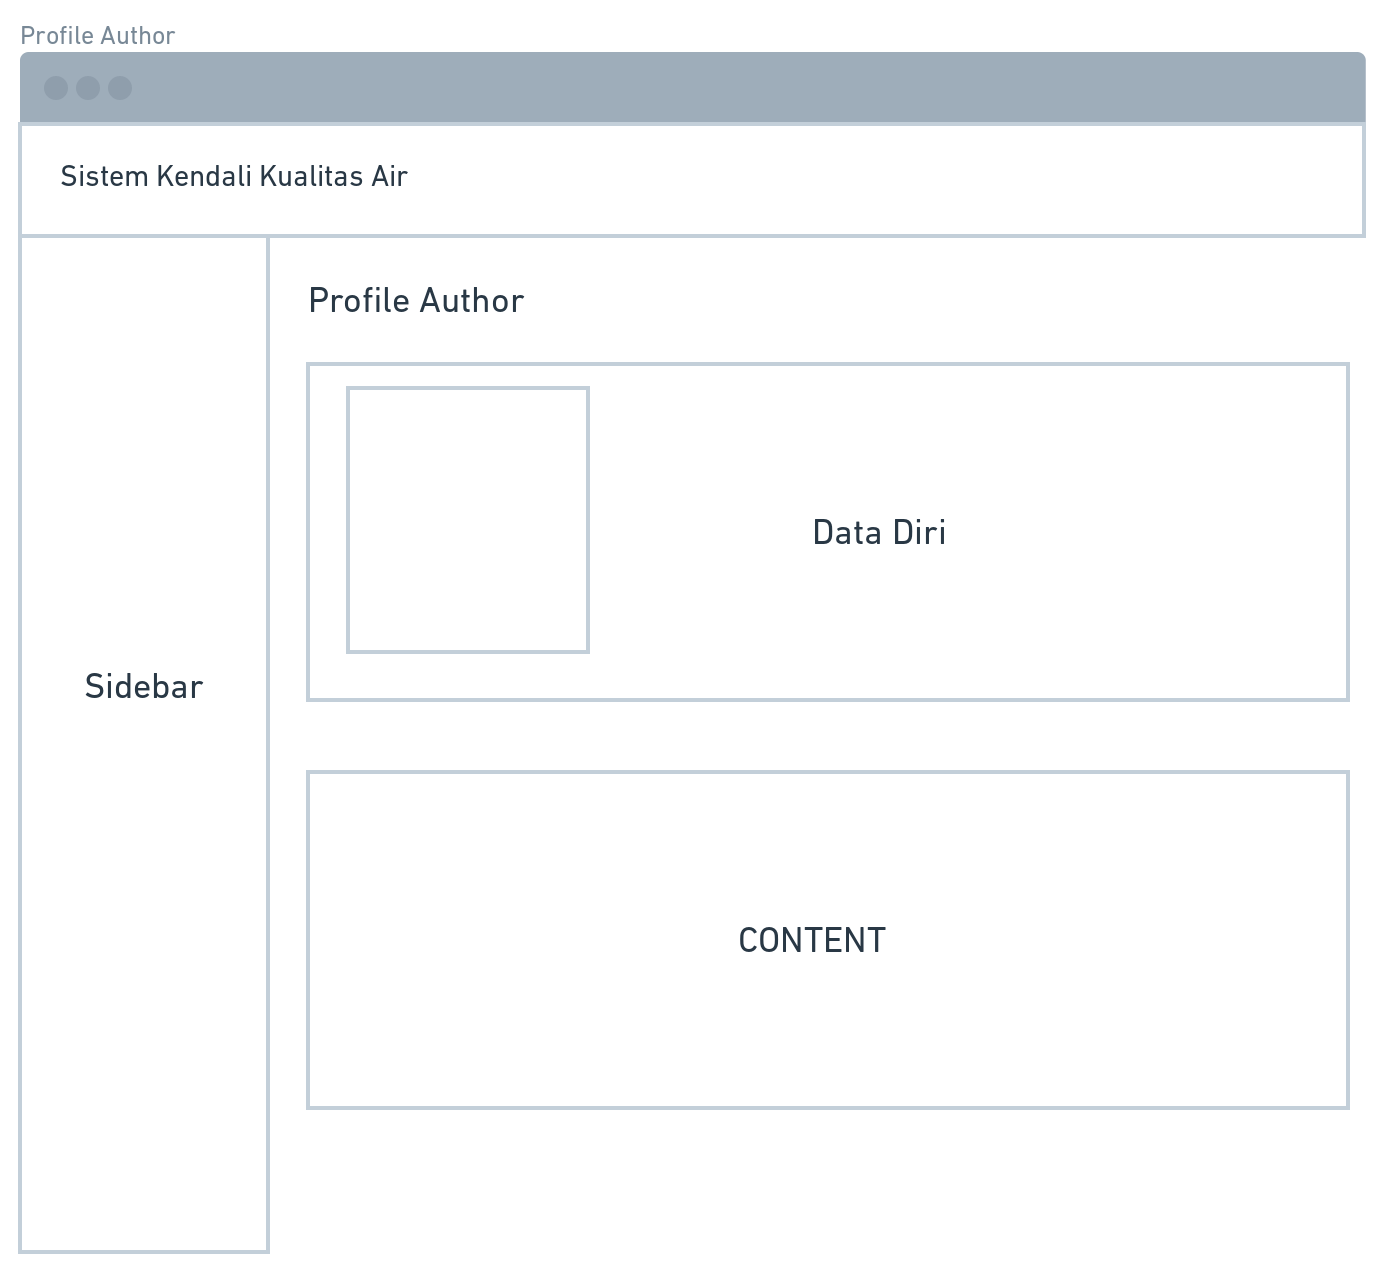 Profile Author
Sistem Kendali Kualitas Air
Profile Author
Data Diri
Sidebar
CONTENT